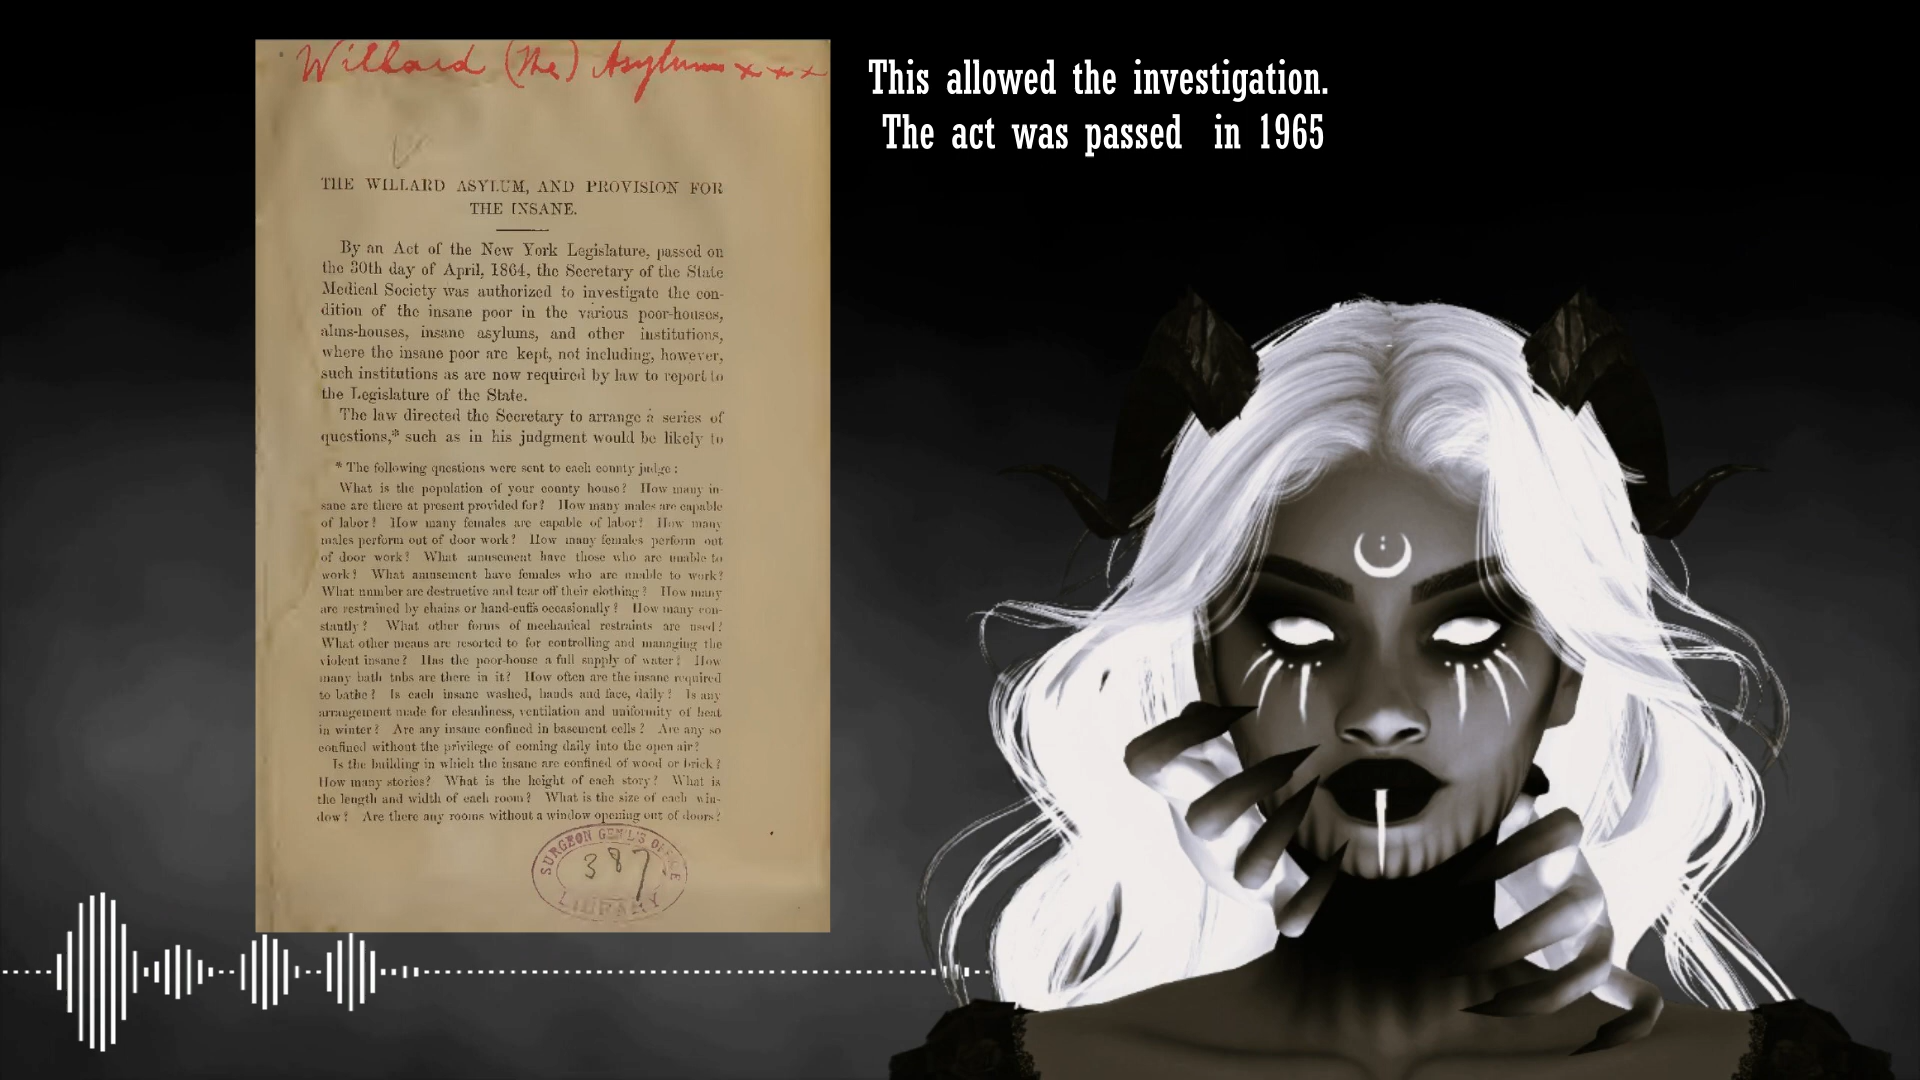 Willard (The) Asylum x x x
THE WILLARD ASYLUM, AND PROVISION FOR
THE INSANE.
By an Act of the New York Legislature, passed on
the 30th day of April, 1864, the Secretary of the State
Medical Society was authorized to investigate the con-
dition of the insane poor in the various poor-houses,
alms-houses, insane asylums, and other institutions,
where the insane poor are kept, not including, however,
such institutions as are now required by law to report to
the Legislature of the State.
The law directed the Secretary to arrange a series of
questions,* such as in his judgment would be likely to
* The following questions were sent to each county judge:
What is the population of your county house? How many in-
sane are there at present provided for? How many males are capable
of labor? How many females are capable of labor? How many
males perform out of door work? How many females perform out
of door work? What amusement have those who are unable to
work? What amusement have females who are unable to work?
What number are destructive and tear off their clothing? How many
are restrained by chains or hand-cuffs occasionally? How many con-
stantly? What other forms of mechanical restraints are used?
What other means are resorted to for controlling and managing the
violent insane? Has the poor-house a full supply of water? How
many bath tubs are there in it? How often are the insane required
to bathe? Is each insane washed, hands and face, daily? Is any
arrangement made for cleanliness, ventilation and uniformity of heat
in winter? Are any insane confined in basement cells? Are any so
confined without the privilege of coming daily into the open air?
Is the building in which the insane are confined of wood or brick?
How many stories? What is the height of each story? What is
the length and width of each room? What is the size of each win-
dow? Are there any rooms without a window opening out of doors?
SURGEON GEN'L'S OFFICE
387
LIBRARY
This allowed the investigation.
The act was passed in 1965